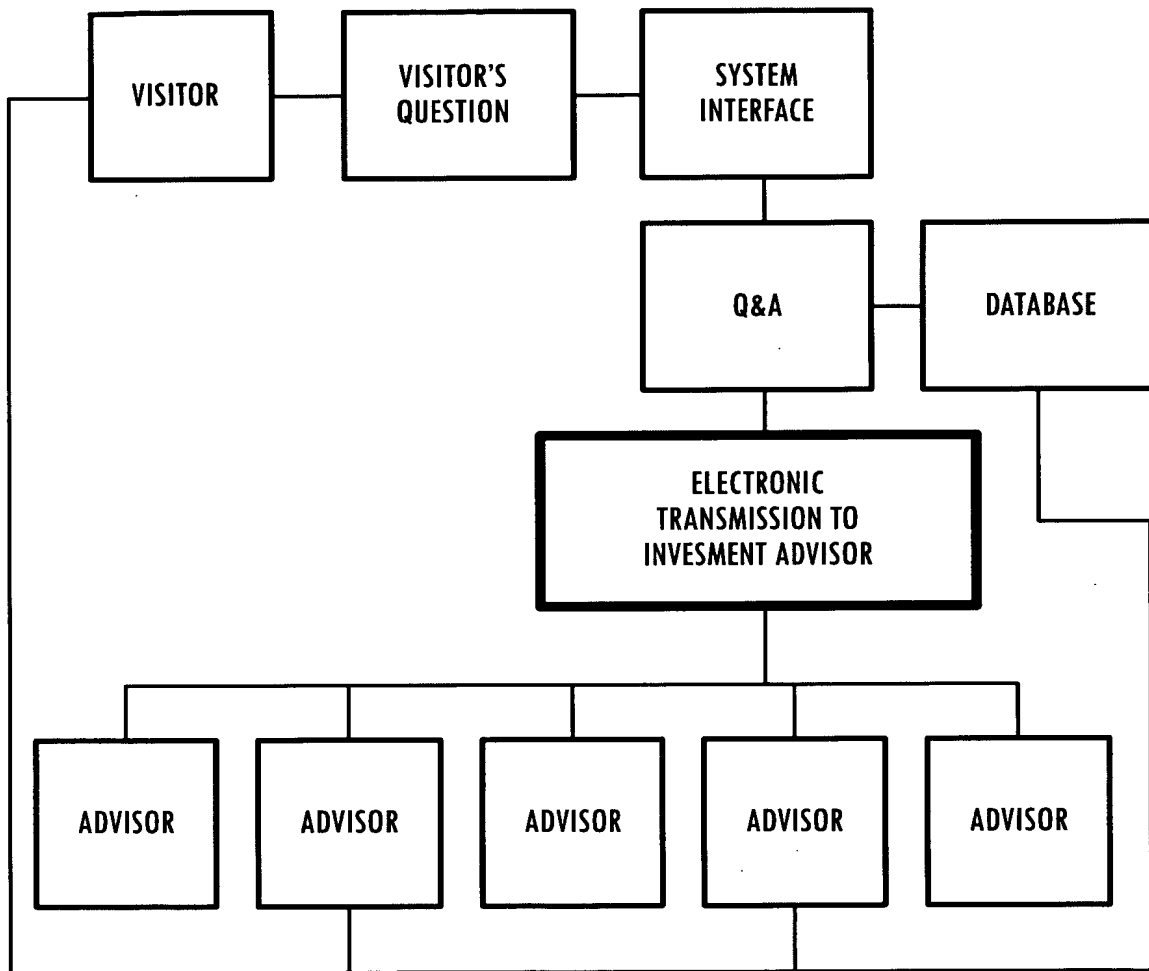 VISITOR
VISITOR'S
QUESTION
SYSTEM
INTERFACE
Q&A
DATABASE
ELECTRONIC
TRANSMISSION TO
INVESMENT ADVISOR
ADVISOR
ADVISOR
ADVISOR
ADVISOR
ADVISOR